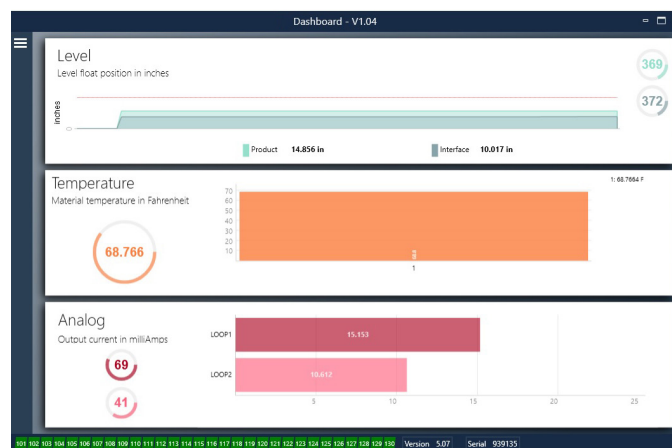 Dashboard - V1.04
Level
Level float position in inches
369
372
inches
0
Product 14.856 in Interface 10.017 in
Temperature
Material temperature in Fahrenheit
1: 68.7664 F
68.766
70
60
50
40
30
20
10
1
Analog
Output current in milliAmps
69
41
LOOP1 15.153
LOOP2 10.612
5 10 15 20 25
101 102 103 104 105 106 107 108 109 110 111 112 113 114 115 116 117 118 119 120 121 122 123 124 125 126 127 128 129 130 Version 5.07 Serial 939135